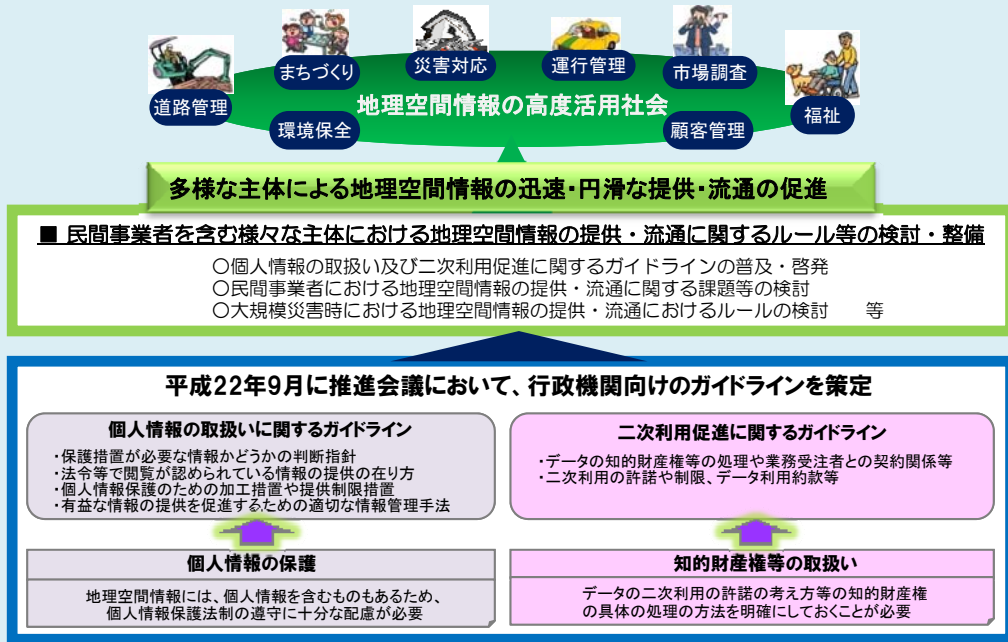 まちづくり
災害対応
運行管理
市場調査
道路管理
地理空間情報の高度活用社会
福祉
環境保全
顧客管理
多様な主体による地理空間情報の迅速・円滑な提供・流通の促進
■ 民間事業者を含む様々な主体における地理空間情報の提供・流通に関するルール等の検討・整備
〇個人情報の取扱い及び二次利用促進に関するガイドラインの普及・啓発
〇民間事業者における地理空間情報の提供・流通に関する課題等の検討
〇大規模災害時における地理空間情報の提供・流通におけるルールの検討 等
平成22年9月に推進会議において、行政機関向けのガイドラインを策定
個人情報の取扱いに関するガイドライン
・保護措置が必要な情報かどうかの判断指針
・法令等で閲覧が認められている情報の提供の在り方
・個人情報保護のための加工措置や提供制限措置
・有益な情報の提供を促進するための適切な情報管理手法
二次利用促進に関するガイドライン
・データの知的財産権等の処理や業務受注者との契約関係等
・二次利用の許諾や制限、データ利用約款等
個人情報の保護
地理空間情報には、個人情報を含むものもあるため、
個人情報保護法制の遵守に十分な配慮が必要
知的財産権等の取扱い
データの二次利用の許諾の考え方等の知的財産権
の具体の処理の方法を明確にしておくことが必要